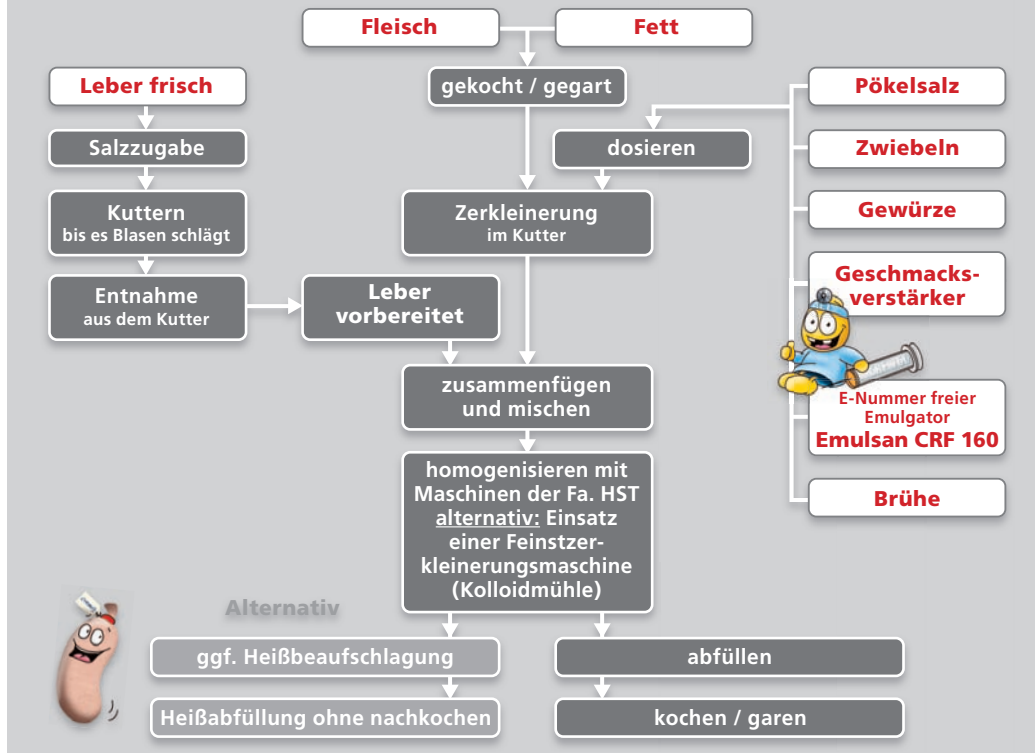 Fleisch
Fett
Leber frisch
gekocht / gegart
Pökelsalz
Salzzugabe
dosieren
Zwiebeln
Kuttern
bis es Blasen schlägt
Zerkleinerung
im Kutter
Gewürze
Entnahme
aus dem Kutter
Leber
vorbereitet
Geschmacks-
verstärker
zusammenfügen
und mischen
E-Nummer freier
Emulgator
Emulsan CRF 160
homogenisieren mit
Maschinen der Fa. HST
alternativ: Einsatz
einer Feinstzer-
kleinerungsmaschine
(Kolloidmühle)
Brühe
Alternativ
ggf. Heißbeaufschlagung
abfüllen
Heißabfüllung ohne nachkochen
kochen / garen